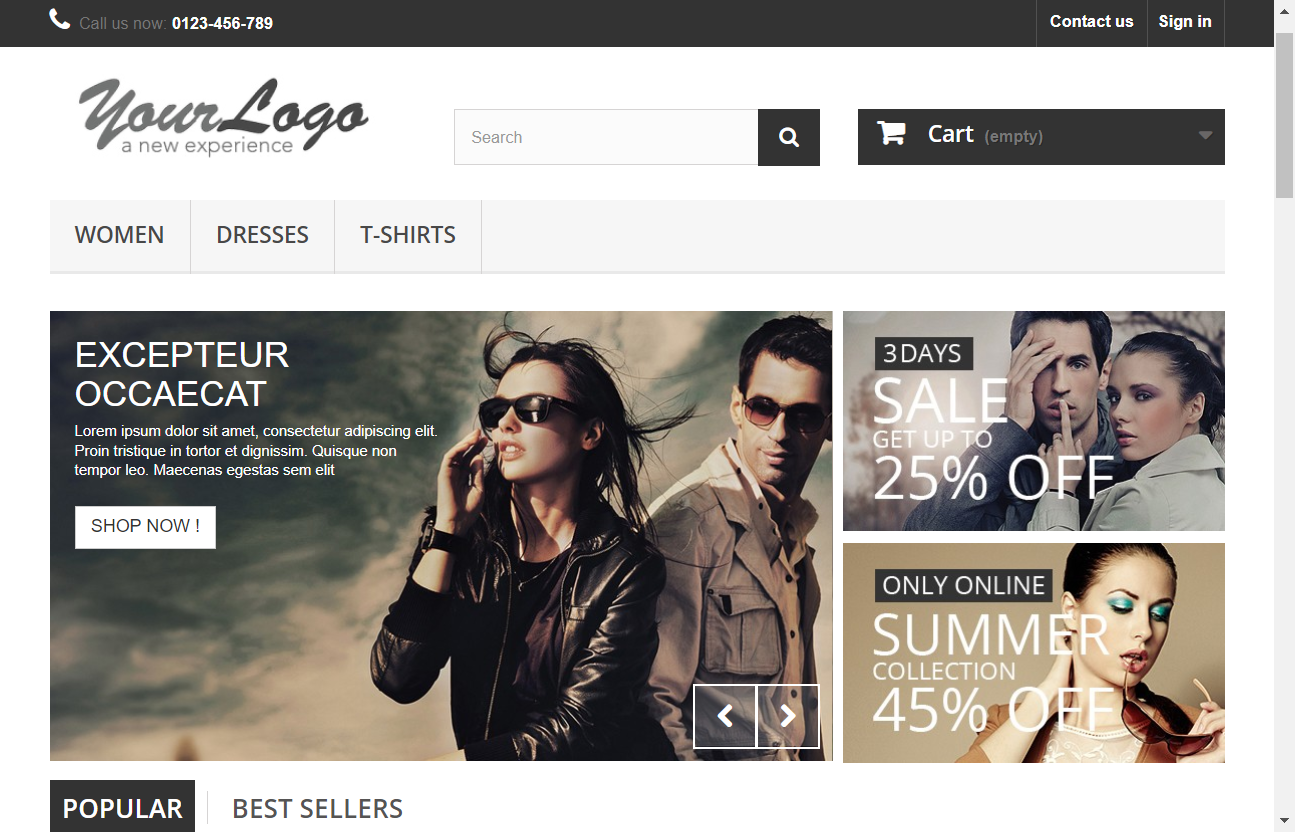 Call us now: 0123-456-789
Contact us
Sign in
YourLogo
a new experience
Search
Cart (empty)
WOMEN
DRESSES
T-SHIRTS
EXCEPTEUR
OCCAECAT
Lorem ipsum dolor sit amet, consectetur adipiscing elit.
Proin tristique in tortor et dignissim. Quisque non
tempor leo. Maecenas egestas sem elit
SHOP NOW !
3 DAYS
SALE
GET UP TO
25% OFF
ONLY ONLINE
SUMMER
COLLECTION
45% OFF
POPULAR
BEST SELLERS